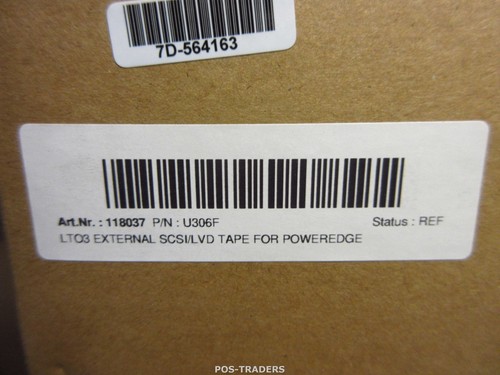 7D-564163
Art.Nr. : 118037 P/N : U306F Status : REF
LTO3 EXTERNAL SCSI/LVD TAPE FOR POWEREDGE
POS-TRADERS